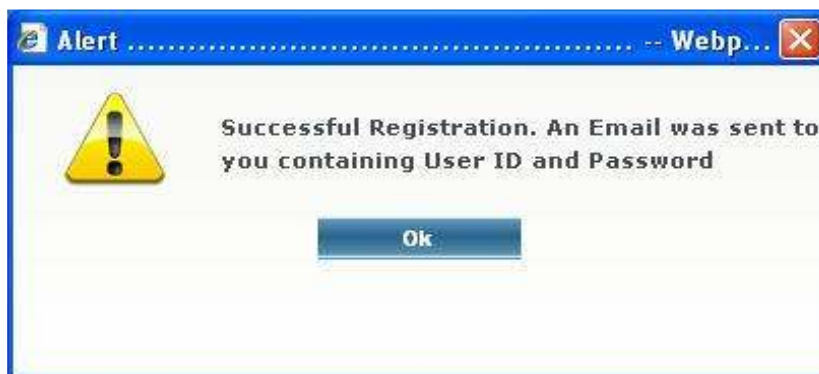 Alert ................................................ -- Webp...
Successful Registration. An Email was sent to
you containing User ID and Password
Ok